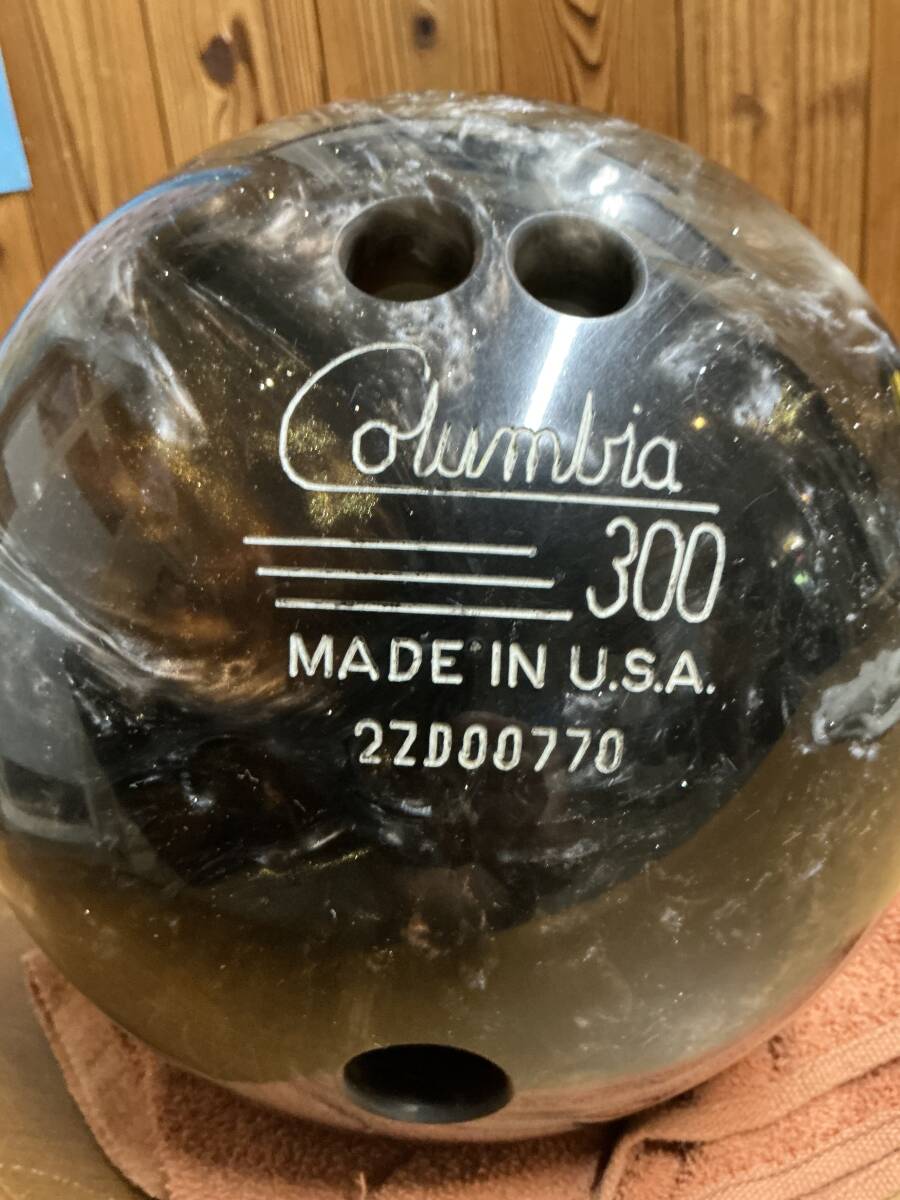 Columbia
300
MADE IN U.S.A.
2ZD00770